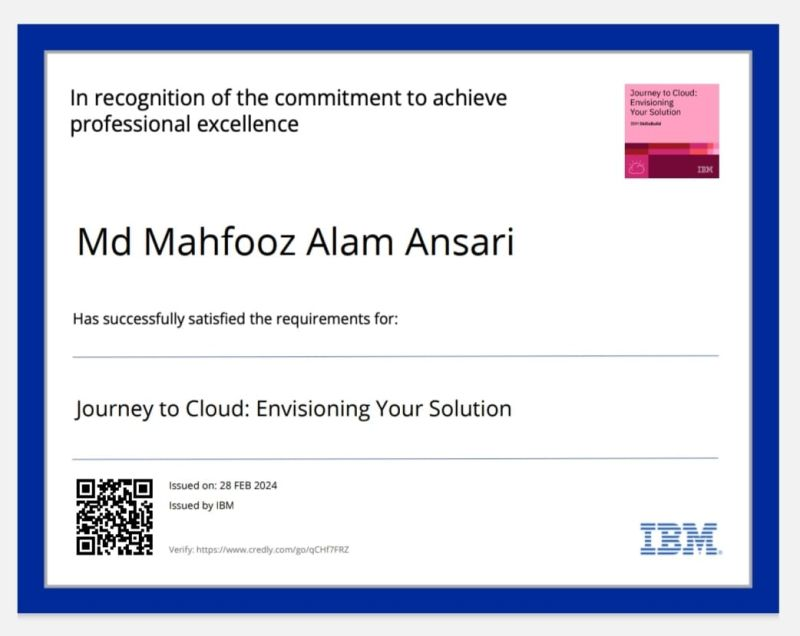 In recognition of the commitment to achieve
professional excellence
Journey to Cloud:
Envisioning
Your Solution
IBM SkillsBuild
IBM
Md Mahfooz Alam Ansari
Has successfully satisfied the requirements for:
Journey to Cloud: Envisioning Your Solution
Issued on: 28 FEB 2024
Issued by IBM
Verify: https://www.credly.com/go/qCHf7FRZ
IBM®